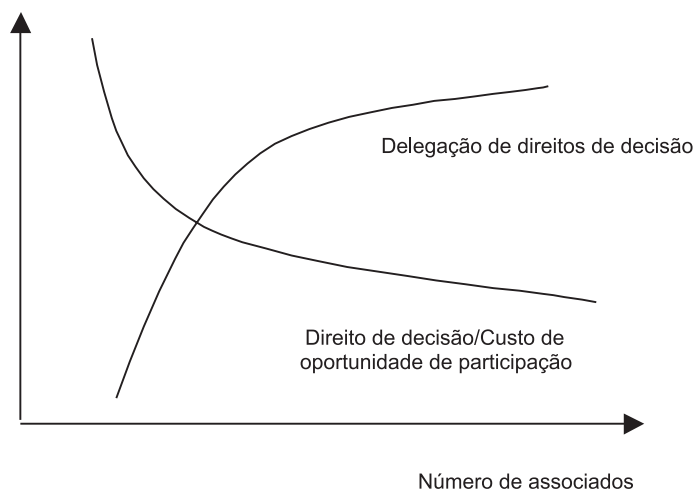 Delegação de direitos de decisão
Direito de decisão/Custo de
oportunidade de participação
Número de associados